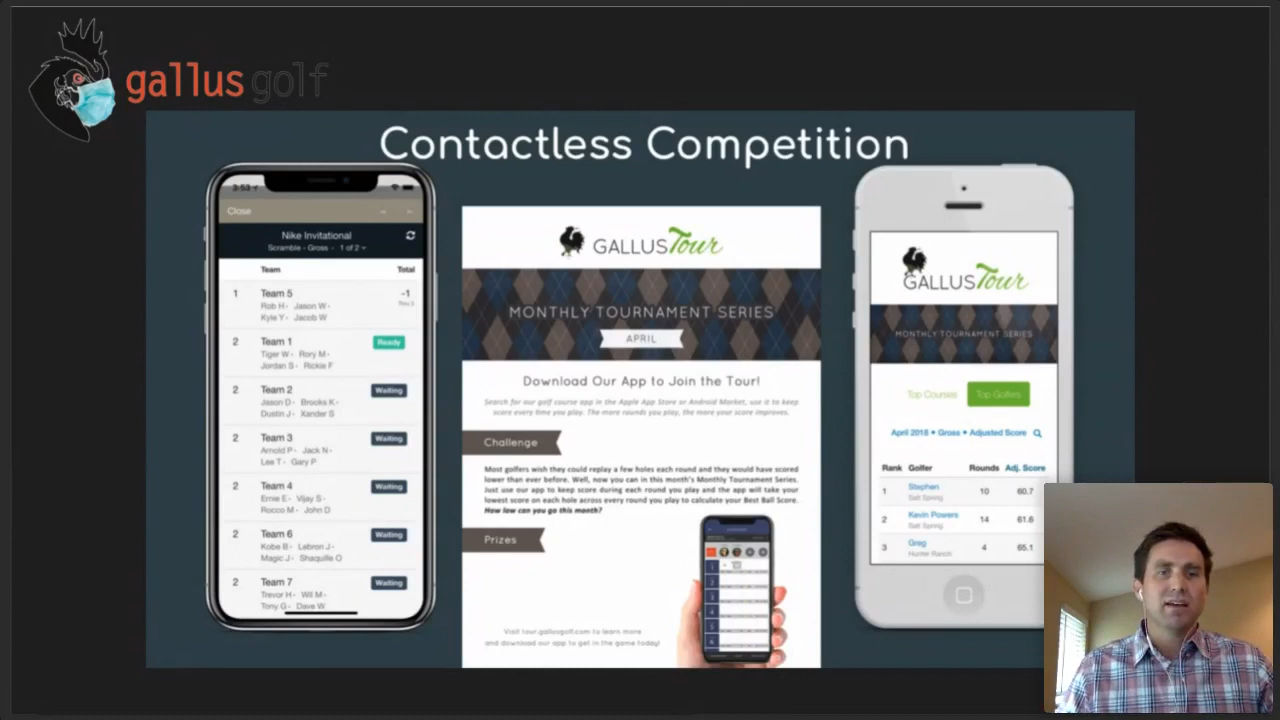 gallus golf
Contactless Competition
3:53
Close
Nike Invitational
Scramble - Gross - 1 of 2
Team Total
1 Team 5 -1
Rob H Jason W Thru 3
Kyle Y Jacob W
2 Team 1 Ready
Tiger W Rory M
Jordan S Rickie F
2 Team 2 Waiting
Jason D Brooks K
Dustin J Xander S
2 Team 3 Waiting
Arnold P Jack N
Lee T Gary P
2 Team 4 Waiting
Ernie E Vijay S
Rocco M John D
2 Team 6 Waiting
Kobe B Lebron J
Magic J Shaquille O
2 Team 7 Waiting
Trevor H Wil M
Tony G Dave W
GALLUS Tour
MONTHLY TOURNAMENT SERIES
APRIL
Download Our App to Join the Tour!
Search for our golf course app in the Apple App Store or Android Market, use it to keep
score every time you play. The more rounds you play, the more your score improves.
Challenge
Most golfers wish they could replay a few holes each round and they would have scored
lower than ever before. Well, now you can in this month's Monthly Tournament Series.
Just use our app to keep score during each round you play and the app will take your
lowest score on each hole across every round you play to calculate your Best Ball Score.
How low can you go this month?
Prizes
1
2
3
4
5
6
Visit tour.gallusgolf.com to learn more
and download our app to get in the game today!
GALLUS Tour
MONTHLY TOURNAMENT SERIES
Top Courses Top Golfers
April 2018 • Gross • Adjusted Score
Rank Golfer Rounds Adj. Score
1 Stephen 10 60.7
Salt Spring
2 Kevin Powers 14 61.6
Salt Spring
3 Greg 4 65.1
Hunter Ranch